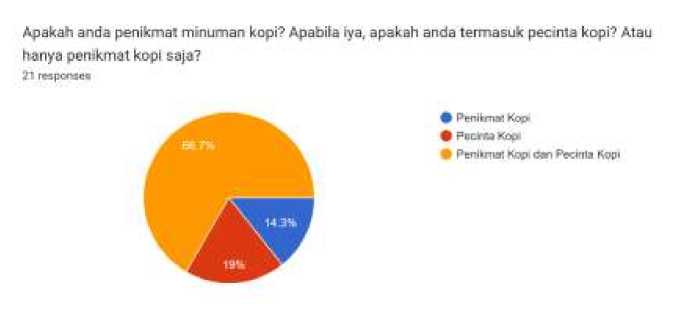 Apakah anda penikmat minuman kopi? Apabila iya, apakah anda termasuk pecinta kopi? Atau
hanya penikmat kopi saja?
21 responses
Penikmat Kopi
Pecinta Kopi
Penikmat Kopi dan Pecinta Kopi
66.7%
14.3%
19%